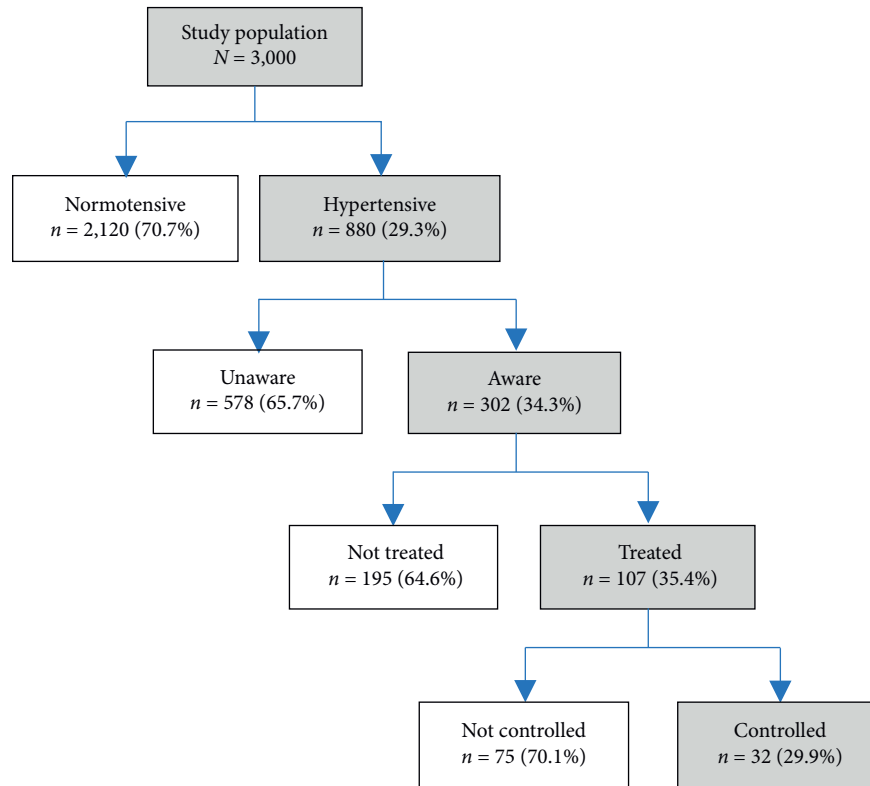 Study population
N = 3,000
Normotensive
n = 2,120 (70.7%)
Hypertensive
n = 880 (29.3%)
Unaware
n = 578 (65.7%)
Aware
n = 302 (34.3%)
Not treated
n = 195 (64.6%)
Treated
n = 107 (35.4%)
Not controlled
n = 75 (70.1%)
Controlled
n = 32 (29.9%)